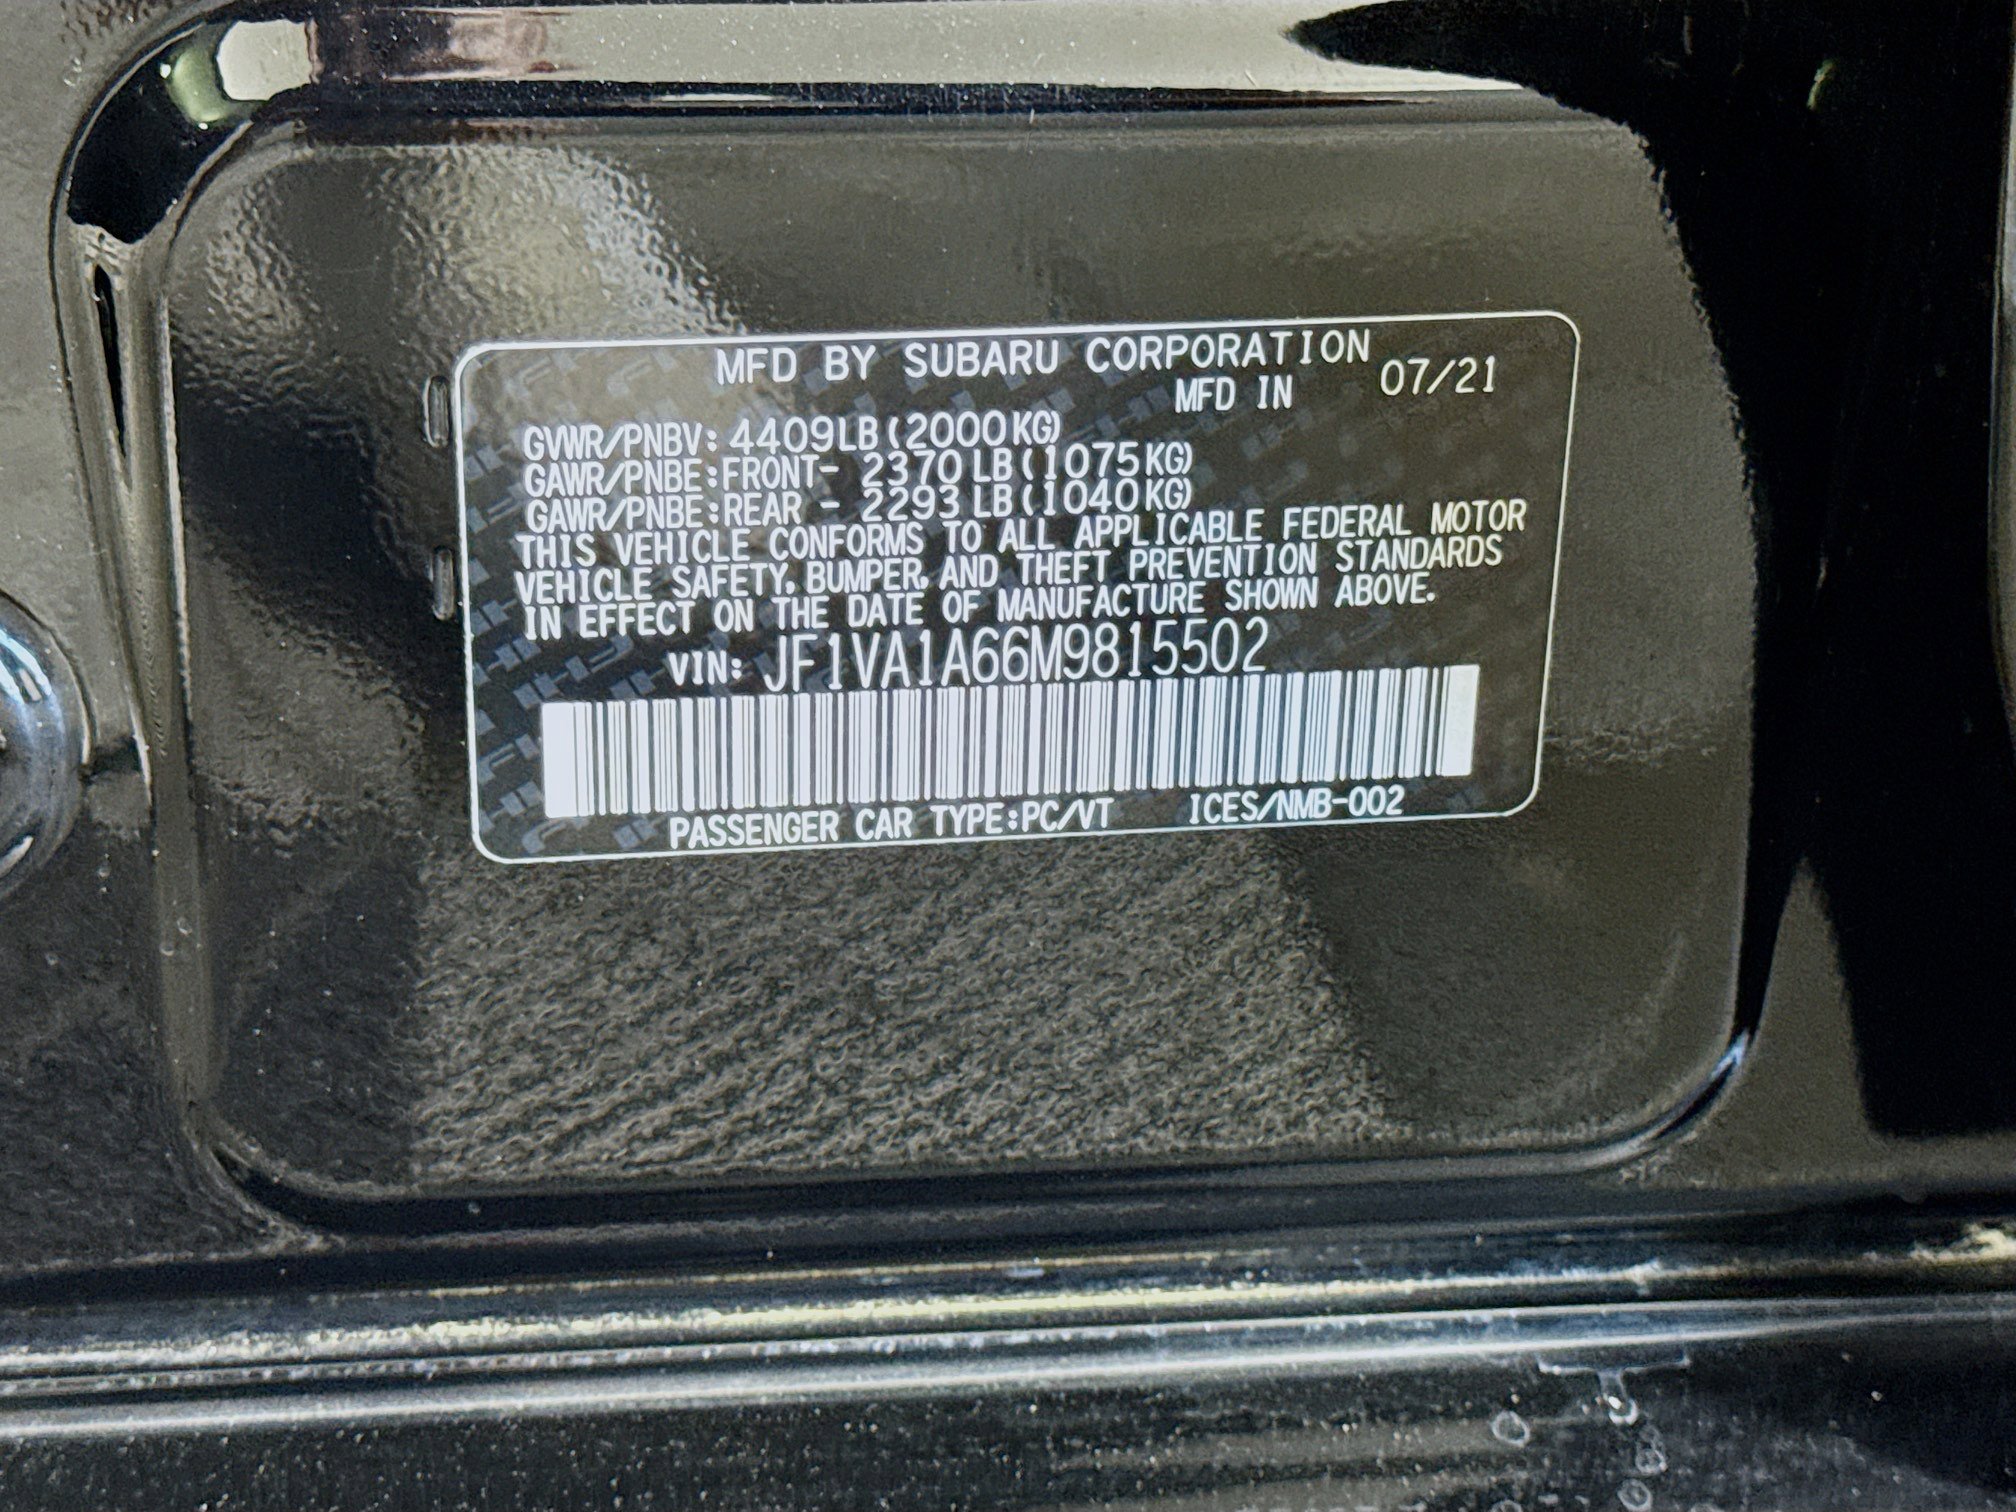 MFD BY SUBARU CORPORATION
MFD IN 07/21
GVWR/PNBV: 4409LB(2000KG)
GAWR/PNBE:FRONT- 2370LB(1075KG)
GAWR/PNBE:REAR - 2293LB(1040KG)
THIS VEHICLE CONFORMS TO ALL APPLICABLE FEDERAL MOTOR
VEHICLE SAFETY, BUMPER, AND THEFT PREVENTION STANDARDS
IN EFFECT ON THE DATE OF MANUFACTURE SHOWN ABOVE.
VIN: JF1VA1A66M9815502
PASSENGER CAR TYPE:PC/VT ICES/NMB-002